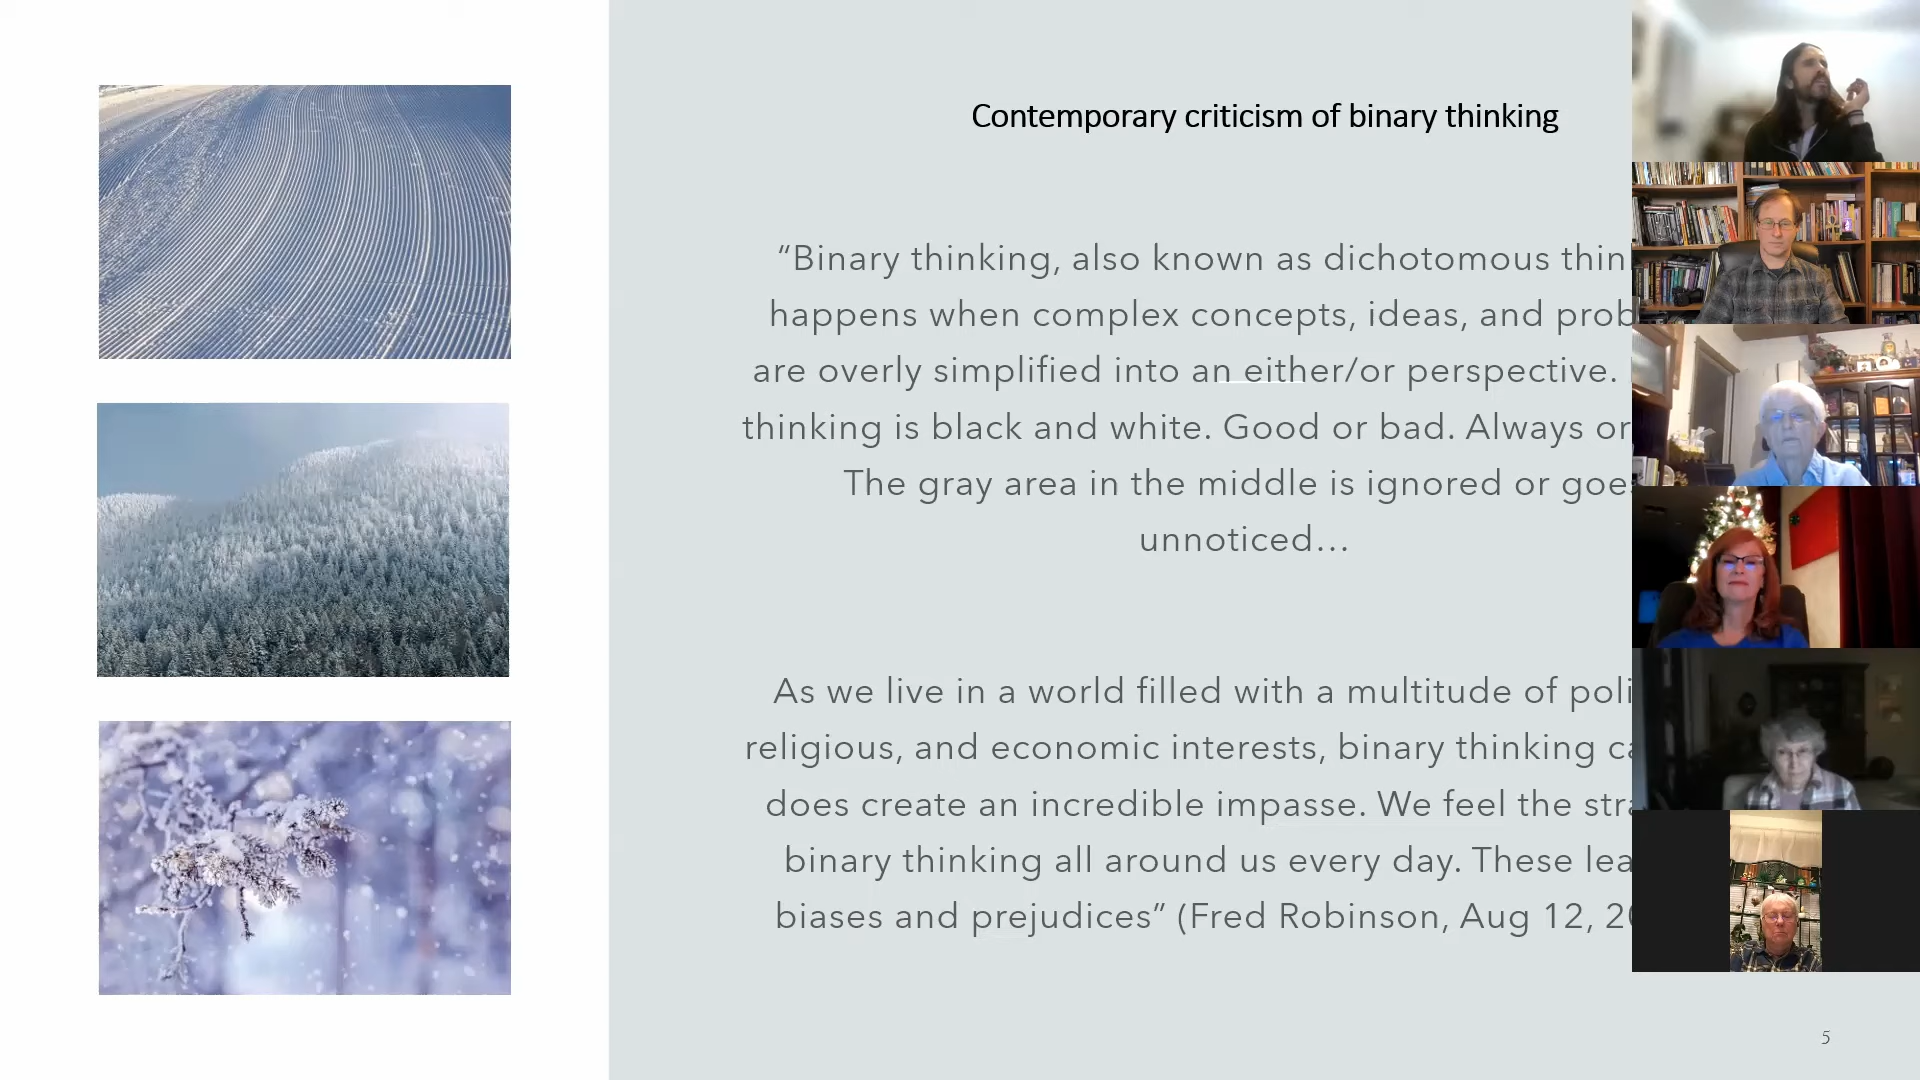 Contemporary criticism of binary thinking
“Binary thinking, also known as dichotomous thin
happens when complex concepts, ideas, and prob
are overly simplified into an either/or perspective.
thinking is black and white. Good or bad. Always or
The gray area in the middle is ignored or goes
unnoticed…
As we live in a world filled with a multitude of poli
religious, and economic interests, binary thinking ca
does create an incredible impasse. We feel the stra
binary thinking all around us every day. These lea
biases and prejudices” (Fred Robinson, Aug 12, 20
5